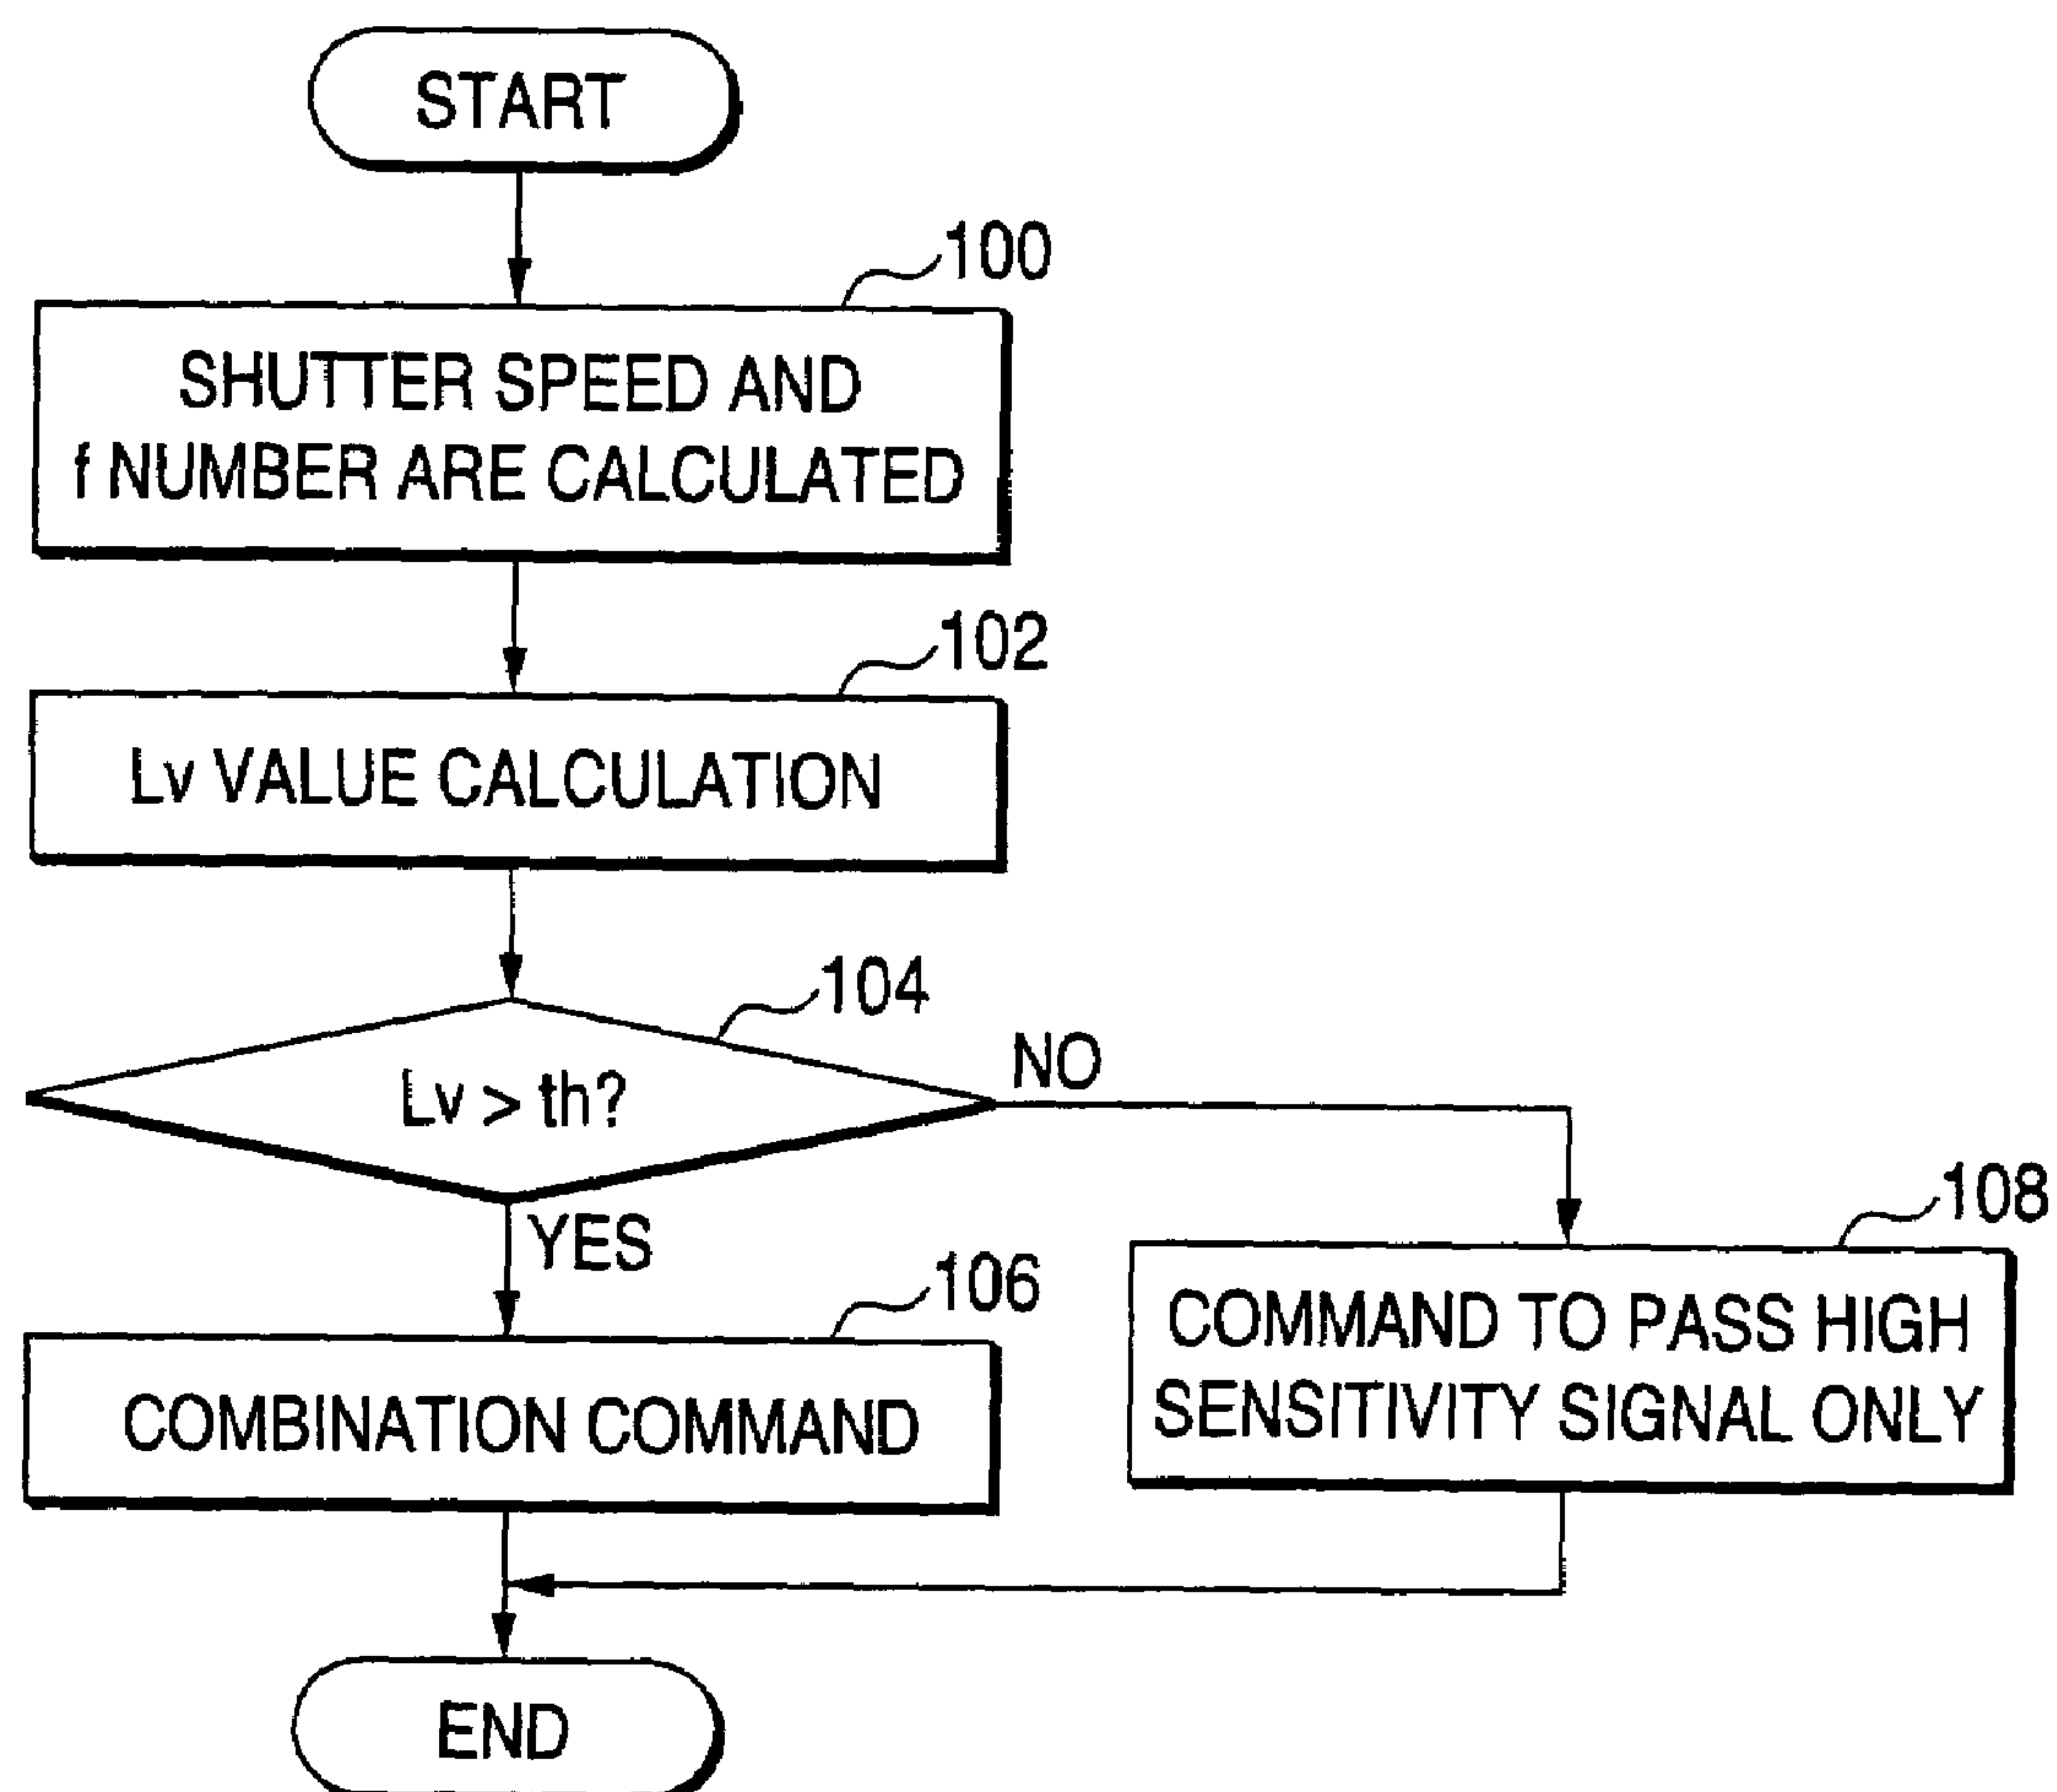 START
100
SHUTTER SPEED AND
f NUMBER ARE CALCULATED
102
Lv VALUE CALCULATION
104
Lv > th?
NO
YES
106
COMBINATION COMMAND
108
COMMAND TO PASS HIGH
SENSITIVITY SIGNAL ONLY
END